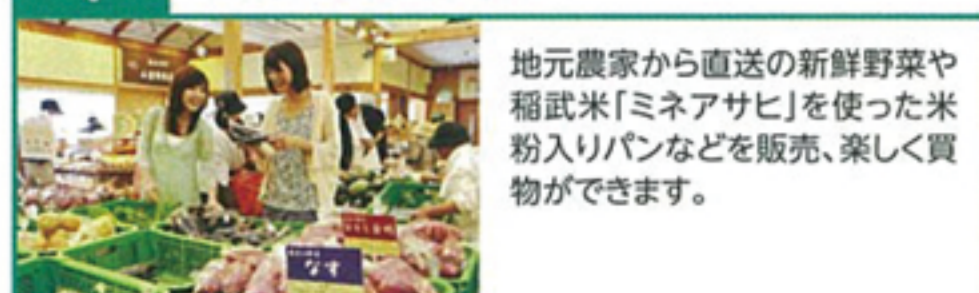 地元農家から直送の新鮮野菜や
稲武米「ミネアサヒ」を使った米
粉入りパンなどを販売、楽しく買
物ができます。
なす